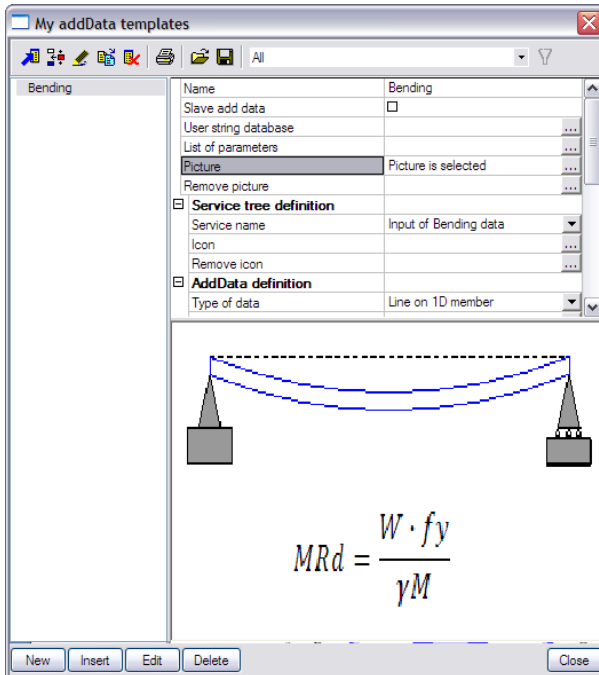 My addData templates
All
Bending
Name Bending
Slave add data
User string database ...
List of parameters ...
Picture Picture is selected ...
Remove picture ...
Service tree definition
Service name Input of Bending data
Icon ...
Remove icon ...
AddData definition
Type of data Line on 1D member
MRd = W · fy / γM
New Insert Edit Delete Close